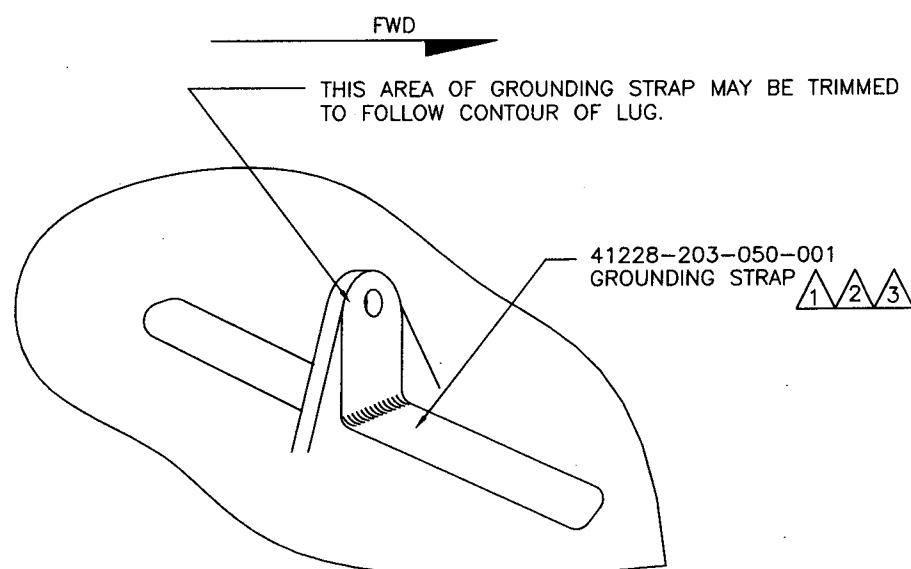 FWD
THIS AREA OF GROUNDING STRAP MAY BE TRIMMED
TO FOLLOW CONTOUR OF LUG.
41228-203-050-001
GROUNDING STRAP 1 2 3